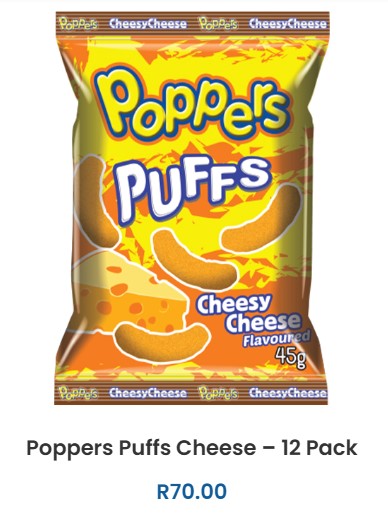 Poppers CheesyCheese Poppers CheesyCheese
Poppers
PUFFS
Cheesy
Cheese
Flavoured
45g
Poppers CheesyCheese Poppers CheesyCheese
Poppers Puffs Cheese – 12 Pack
R70.00